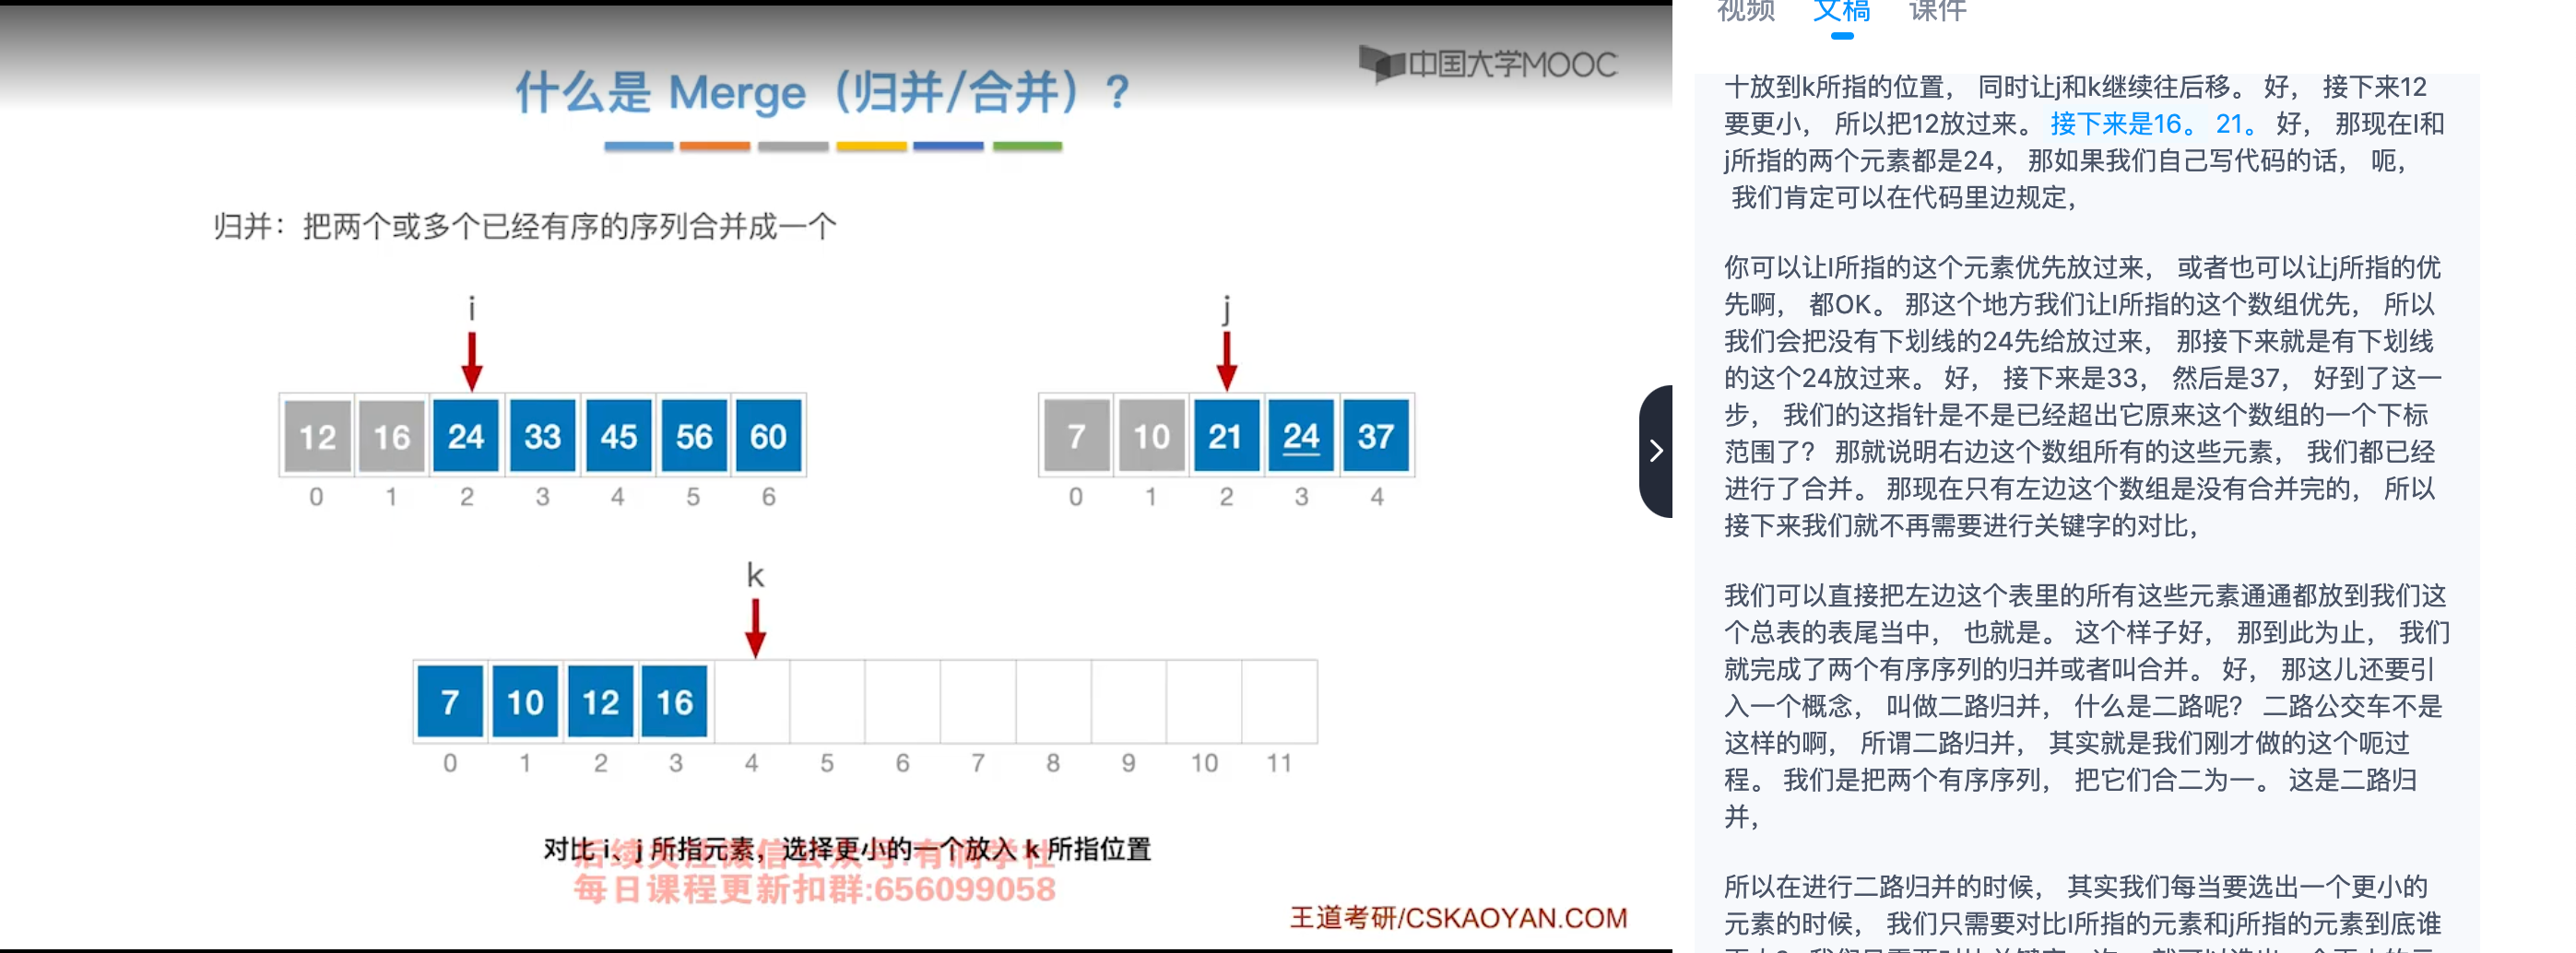 中国大学MOOC
什么是 Merge（归并/合并）?
归并：把两个或多个已经有序的序列合并成一个
i
j
12 16 24 33 45 56 60
0 1 2 3 4 5 6
7 10 21 24 37
0 1 2 3 4
k
7 10 12 16
0 1 2 3 4 5 6 7 8 9 10 11
对比 i、j 所指元素，选择更小的一个放入 k 所指位置
每日课程更新扣群:656099058
王道考研/CSKAOYAN.COM
视频 文稿 课件
十放到k所指的位置， 同时让j和k继续往后移。 好， 接下来12
要更小， 所以把12放过来。 接下来是16。 21。 好， 那现在I和
j所指的两个元素都是24， 那如果我们自己写代码的话， 呃，
我们肯定可以在代码里边规定，
你可以让I所指的这个元素优先放过来， 或者也可以让j所指的优
先啊， 都OK。 那这个地方我们让I所指的这个数组优先， 所以
我们会把没有下划线的24先给放过来， 那接下来就是有下划线
的这个24放过来。 好， 接下来是33， 然后是37， 好到了这一
步， 我们的这指针是不是已经超出它原来这个数组的一个下标
范围了? 那就说明右边这个数组所有的这些元素， 我们都已经
进行了合并。 那现在只有左边这个数组是没有合并完的， 所以
接下来我们就不再需要进行关键字的对比，
我们可以直接把左边这个表里的所有这些元素通通都放到我们这
个总表的表尾当中， 也就是。 这个样子好， 那到此为止， 我们
就完成了两个有序序列的归并或者叫合并。 好， 那这儿还要引
入一个概念， 叫做二路归并， 什么是二路呢? 二路公交车不是
这样的啊， 所谓二路归并， 其实就是我们刚才做的这个呃过
程。 我们是把两个有序序列， 把它们合二为一。 这是二路归
并，
所以在进行二路归并的时候， 其实我们每当要选出一个更小的
元素的时候， 我们只需要对比I所指的元素和j所指的元素到底谁